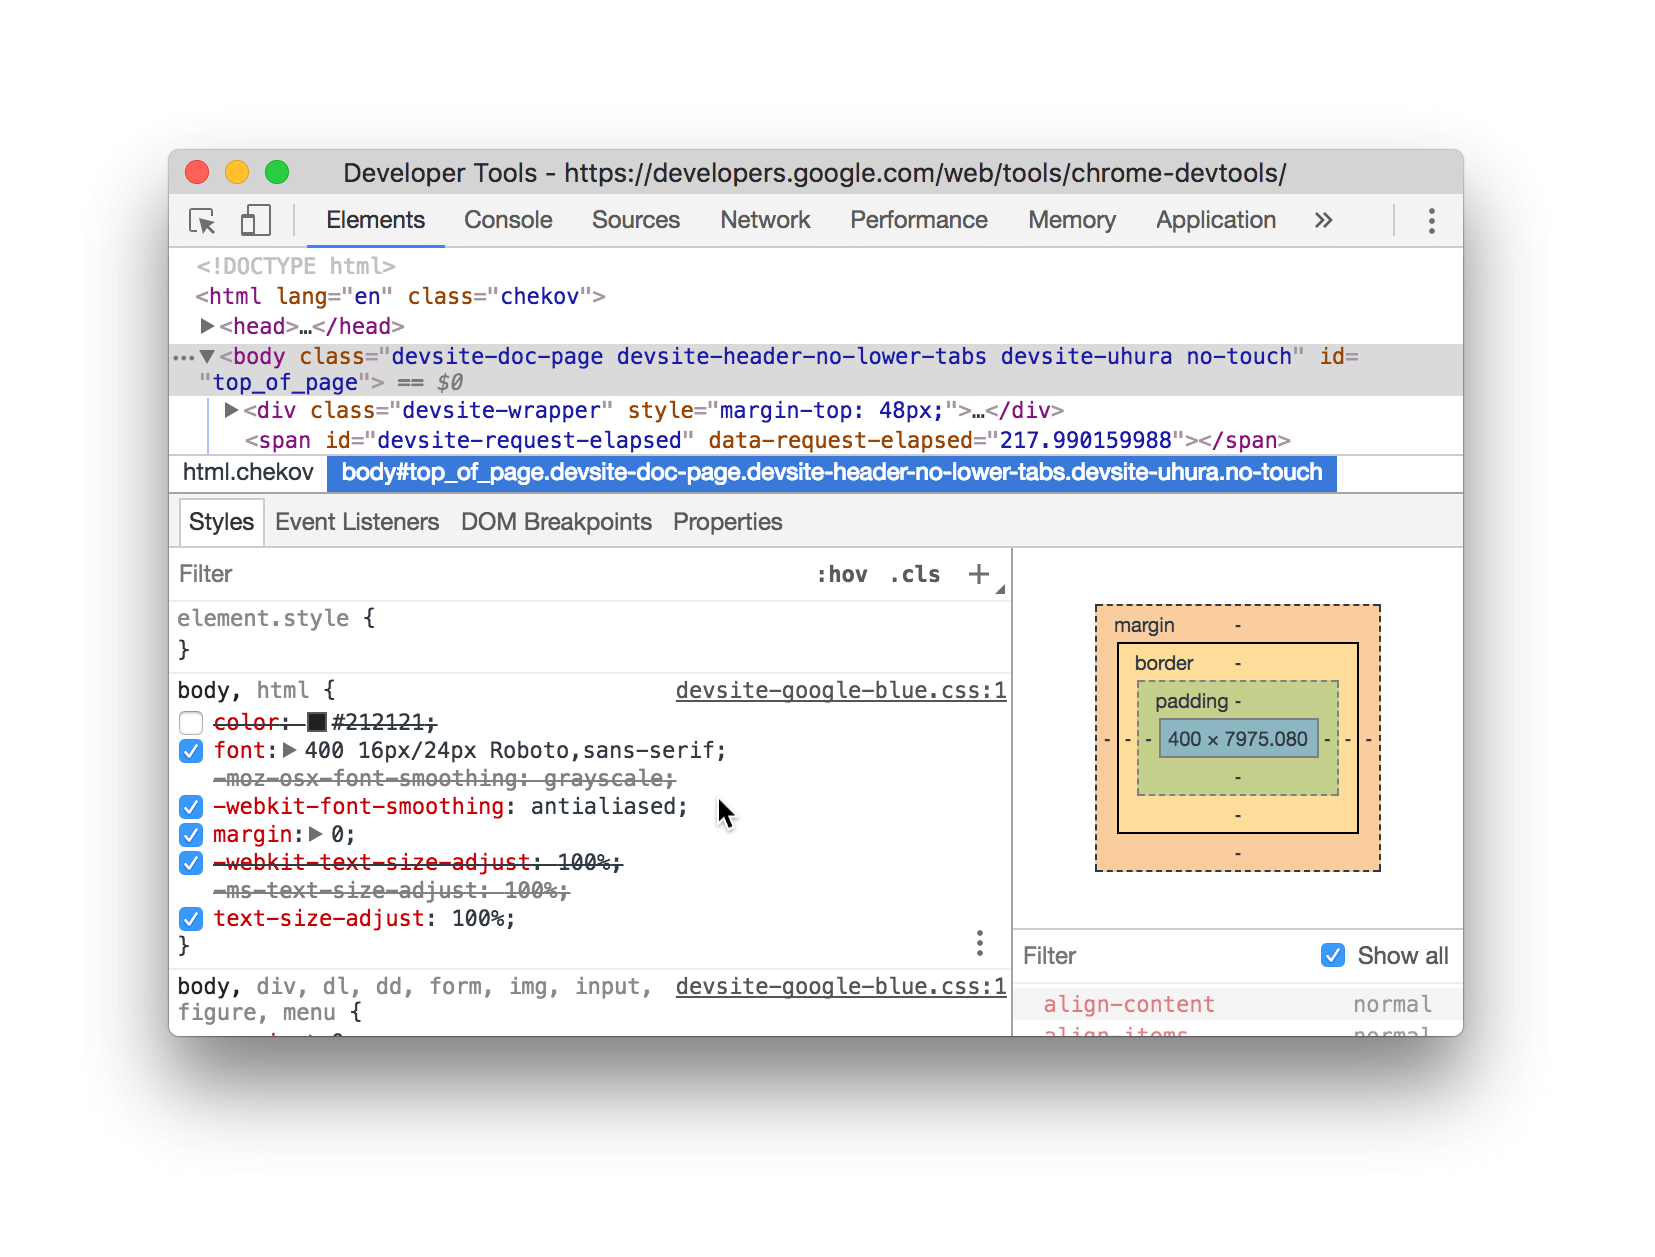 Developer Tools - https://developers.google.com/web/tools/chrome-devtools/
Elements Console Sources Network Performance Memory Application »
<!DOCTYPE html>
<html lang="en" class="chekov">
▶<head>…</head>
…▼<body class="devsite-doc-page devsite-header-no-lower-tabs devsite-uhura no-touch" id=
"top_of_page"> == $0
▶<div class="devsite-wrapper" style="margin-top: 48px;">…</div>
<span id="devsite-request-elapsed" data-request-elapsed="217.990159988"></span>
html.chekov body#top_of_page.devsite-doc-page.devsite-header-no-lower-tabs.devsite-uhura.no-touch
Styles Event Listeners DOM Breakpoints Properties
Filter :hov .cls +
element.style {
}
body, html { devsite-google-blue.css:1
color: #212121;
font:▶ 400 16px/24px Roboto,sans-serif;
-moz-osx-font-smoothing: grayscale;
-webkit-font-smoothing: antialiased;
margin:▶ 0;
-webkit-text-size-adjust: 100%;
-ms-text-size-adjust: 100%;
text-size-adjust: 100%;
}
body, div, dl, dd, form, img, input, devsite-google-blue.css:1
figure, menu {
margin -
border -
padding -
- - - 400 × 7975.080 - - -
-
-
-
Filter Show all
align-content normal
align-items normal